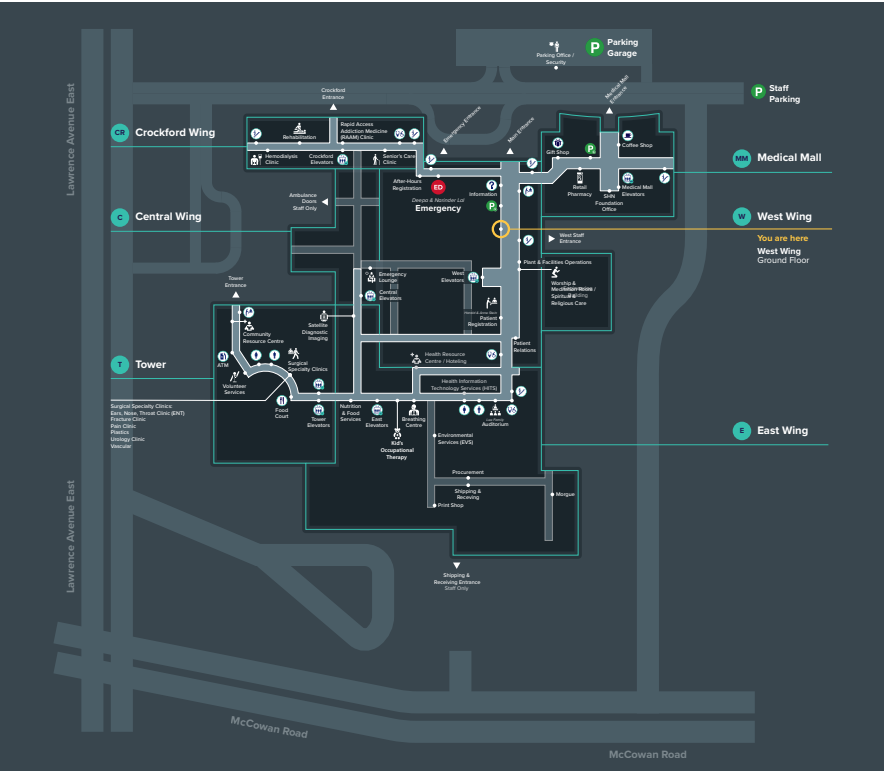 Parking Office /
Security
P
Parking
Garage
P
Staff
Parking
Lawrence Avenue East
Crockford
Entrance
Emergency Entrance
Main Entrance
Medical Mall
Entrance
CR
Crockford Wing
Rehabilitation
Rapid Access
Addiction Medicine
(RAAM) Clinic
Hemodialysis
Clinic
Crockford
Elevators
Senior's Care
Clinic
Gift Shop
P
Coffee Shop
MM
Medical Mall
After-Hours
Registration
ED
Deepa & Narinder Lal
Emergency
Information
P
Retail
Pharmacy
SHN
Foundation
Office
Medical Mall
Elevators
Ambulance
Doors
Staff Only
C
Central Wing
W
West Wing
You are here
West Wing
Ground Floor
West Staff
Entrance
Plant & Facilities Operations
Worship &
Spiritual &
Religious Care
Tower
Entrance
Emergency
Lounge
Central
Elevators
West
Elevators
Patient
Registration
Satellite
Diagnostic
Imaging
Community
Resource Centre
Patient
Relations
ATM
Surgical
Specialty Clinics
Volunteer
Services
Health Resource
Centre / Hoteling
Health Information
Technology Services (HITS)
T
Tower
Surgical Specialty Clinics:
Ears, Nose, Throat Clinic (ENT)
Fracture Clinic
Pain Clinic
Plastics
Urology Clinic
Vascular
Food
Court
Tower
Elevators
Nutrition
& Food
Services
East
Elevators
Breathing
Centre
Auditorium
Kid's
Occupational
Therapy
Environmental
Services (EVS)
E
East Wing
Procurement
Shipping &
Receving
Print Shop
Morgue
Lawrence Avenue East
Shipping &
Receiving Entrance
Staff Only
McCowan Road
McCowan Road